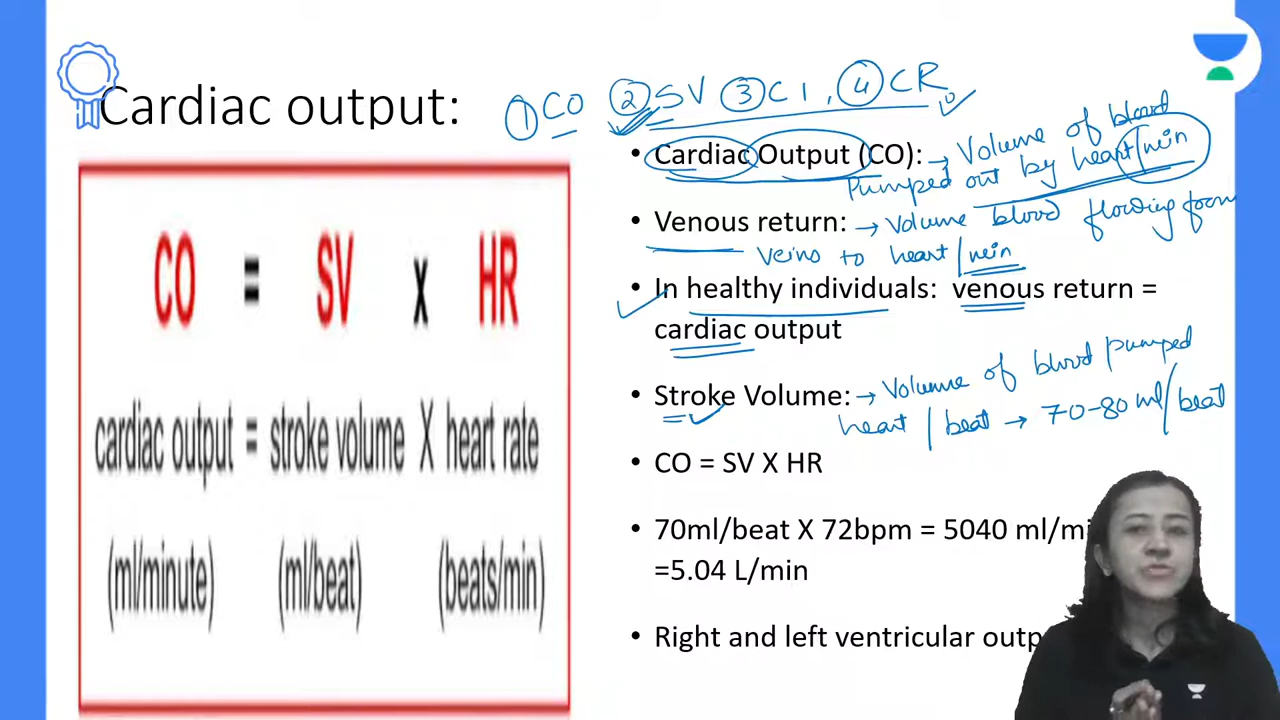 Cardiac output:
① CO ② SV ③ CI, ④ CR
CO = SV x HR
cardiac output = stroke volume X heart rate
(ml/minute) (ml/beat) (beats/min)
• Cardiac Output (CO): → Volume of blood
Pumped out by heart/min
• Venous return: → Volume blood flowing from
veins to heart/min
• In healthy individuals: venous return =
cardiac output
• Stroke Volume: → Volume of blood pumped
heart / beat → 70-80 ml/beat
• CO = SV X HR
• 70ml/beat X 72bpm = 5040 ml/mi
=5.04 L/min
• Right and left ventricular outp